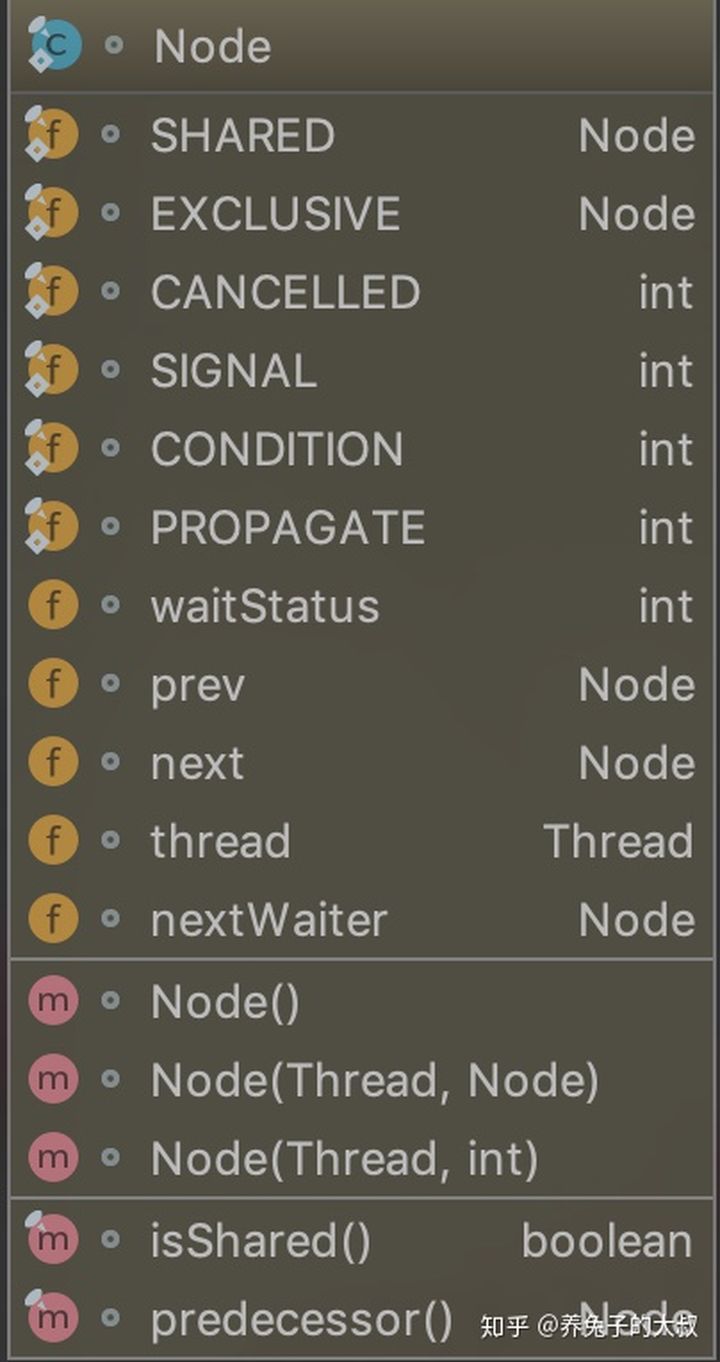 Node
SHARED Node
EXCLUSIVE Node
CANCELLED int
SIGNAL int
CONDITION int
PROPAGATE int
waitStatus int
prev Node
next Node
thread Thread
nextWaiter Node
Node()
Node(Thread, Node)
Node(Thread, int)
isShared() boolean
predecessor() Node
知乎 @养兔子的大叔